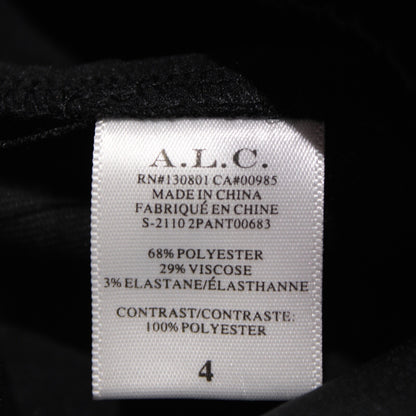 A.L.C.
RN#130801 CA#00985
MADE IN CHINA
FABRIQUÉ EN CHINE
S-2110 2PANT00683
68% POLYESTER
29% VISCOSE
3% ELASTANE/ÉLASTHANNE
CONTRAST/CONTRASTE:
100% POLYESTER
4